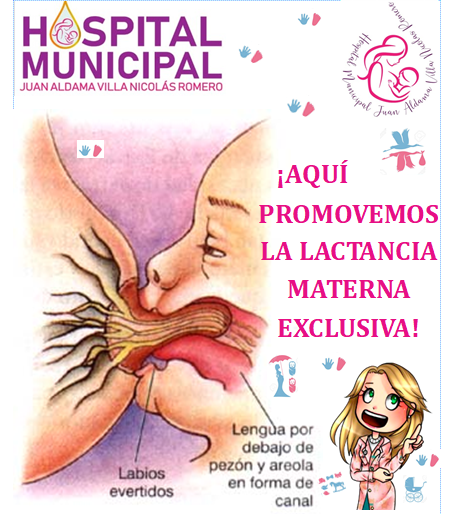 HOSPITAL
MUNICIPAL
JUAN ALDAMA VILLA NICOLÁS ROMERO
Hospital Municipal Juan Aldama Villa Nicolás Romero
¡AQUÍ
PROMOVEMOS
LA LACTANCIA
MATERNA
EXCLUSIVA!
Labios
evertidos
Lengua por
debajo de
pezón y areola
en forma de
canal